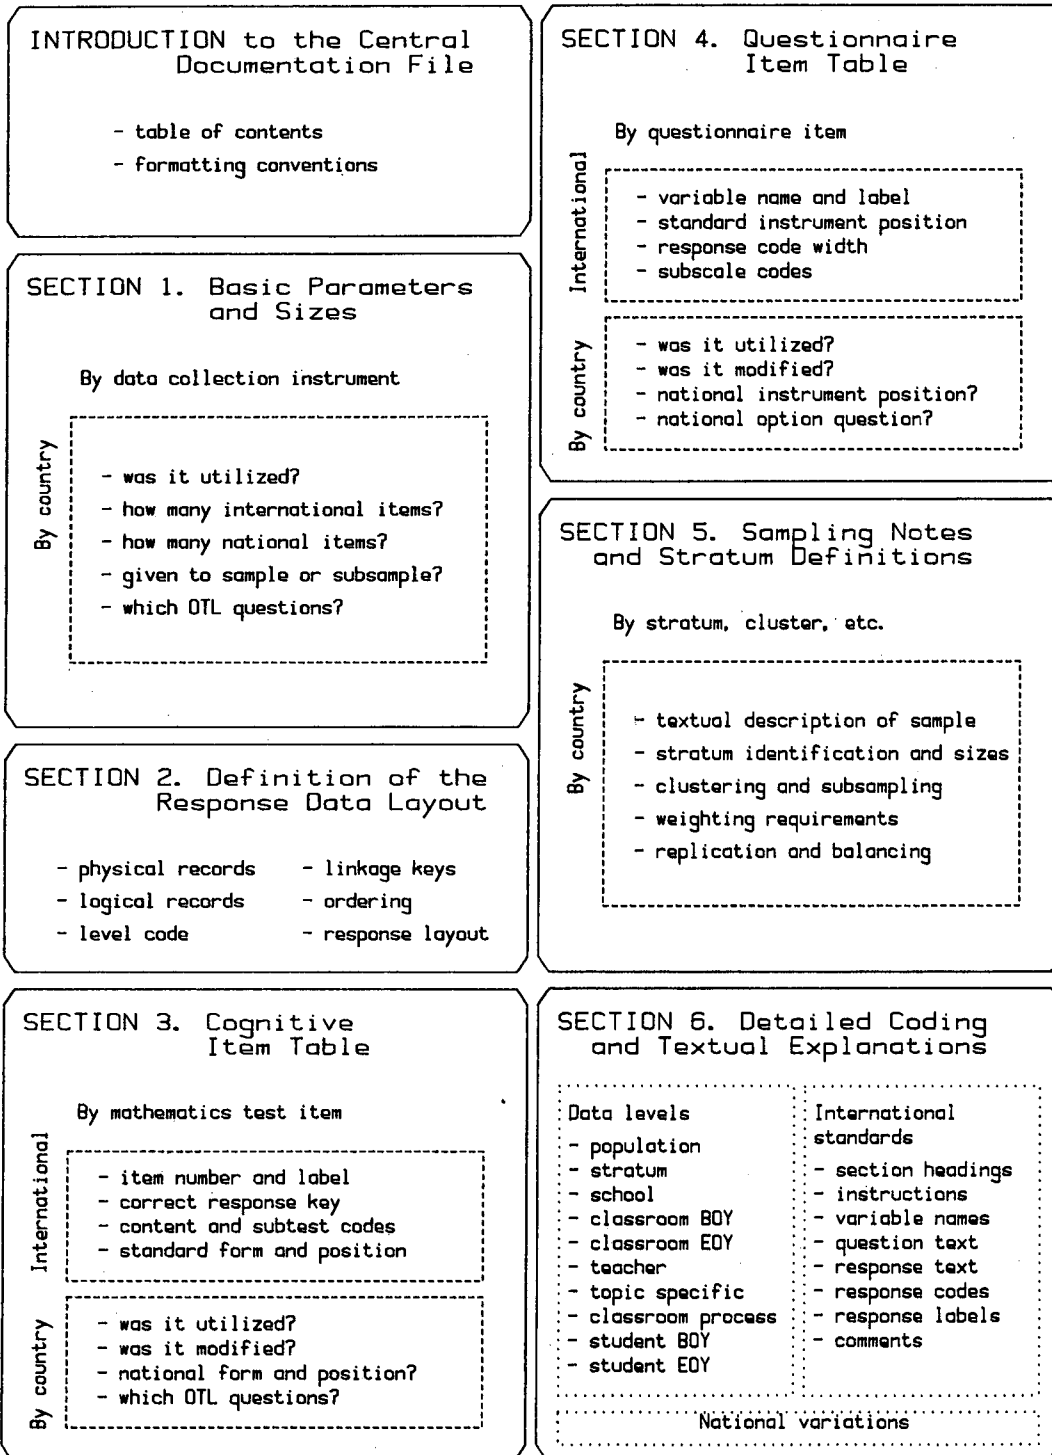 INTRODUCTION to the Central
Documentation File
- table of contents
- formatting conventions
SECTION 1. Basic Parameters
and Sizes
By data collection instrument
By country
- was it utilized?
- how many international items?
- how many national items?
- given to sample or subsample?
- which OTL questions?
SECTION 2. Definition of the
Response Data Layout
- physical records
- logical records
- level code
- linkage keys
- ordering
- response layout
SECTION 3. Cognitive
Item Table
By mathematics test item
International
- item number and label
- correct response key
- content and subtest codes
- standard form and position
By country
- was it utilized?
- was it modified?
- national form and position?
- which OTL questions?
SECTION 4. Questionnaire
Item Table
By questionnaire item
International
- variable name and label
- standard instrument position
- response code width
- subscale codes
By country
- was it utilized?
- was it modified?
- national instrument position?
- national option question?
SECTION 5. Sampling Notes
and Stratum Definitions
By stratum, cluster, etc.
By country
- textual description of sample
- stratum identification and sizes
- clustering and subsampling
- weighting requirements
- replication and balancing
SECTION 6. Detailed Coding
and Textual Explanations
Data levels
- population
- stratum
- school
- classroom BOY
- classroom EOY
- teacher
- topic specific
- classroom process
- student BOY
- student EOY
International
standards
- section headings
- instructions
- variable names
- question text
- response text
- response codes
- response labels
- comments
National variations